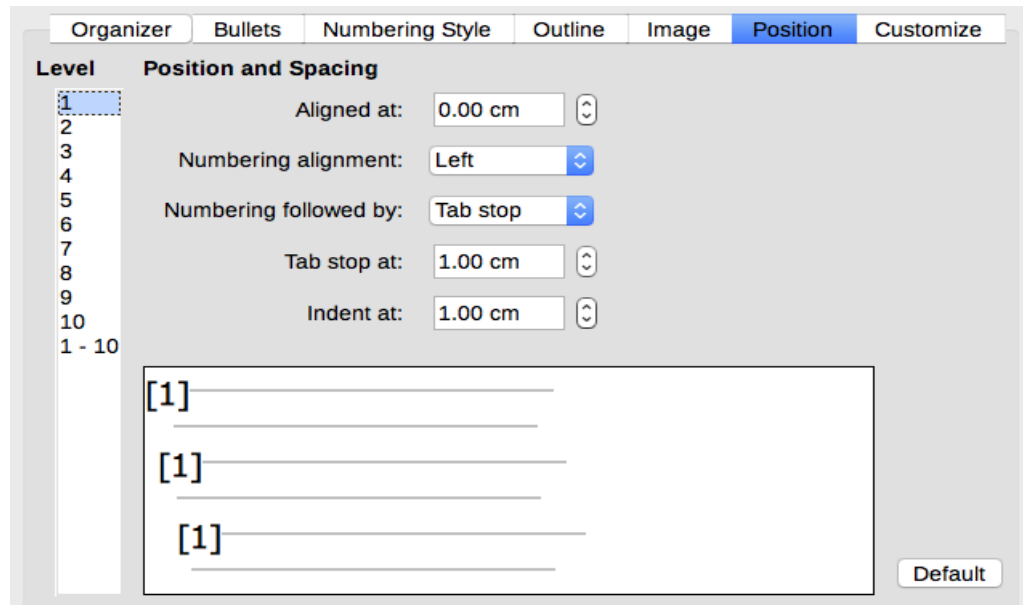 Organizer Bullets Numbering Style Outline Image Position Customize
Level Position and Spacing
1
2
3
4
5
6
7
8
9
10
1 - 10
Aligned at: 0.00 cm
Numbering alignment: Left
Numbering followed by: Tab stop
Tab stop at: 1.00 cm
Indent at: 1.00 cm
[1]
[1]
[1]
Default